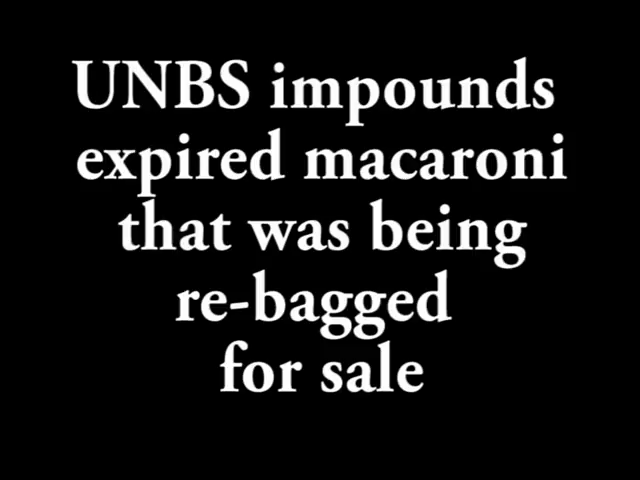 UNBS impounds
expired macaroni
that was being
re-bagged
for sale